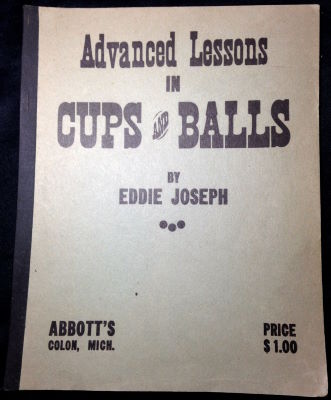 Advanced Lessons
IN
CUPS AND BALLS
BY
EDDIE JOSEPH
ABBOTT'S
COLON, MICH.
PRICE
$1.00